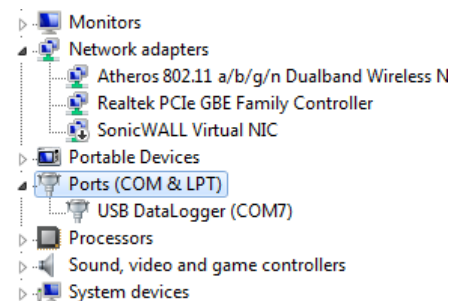 Monitors
Network adapters
Atheros 802.11 a/b/g/n Dualband Wireless N
Realtek PCIe GBE Family Controller
SonicWALL Virtual NIC
Portable Devices
Ports (COM & LPT)
USB DataLogger (COM7)
Processors
Sound, video and game controllers
System devices